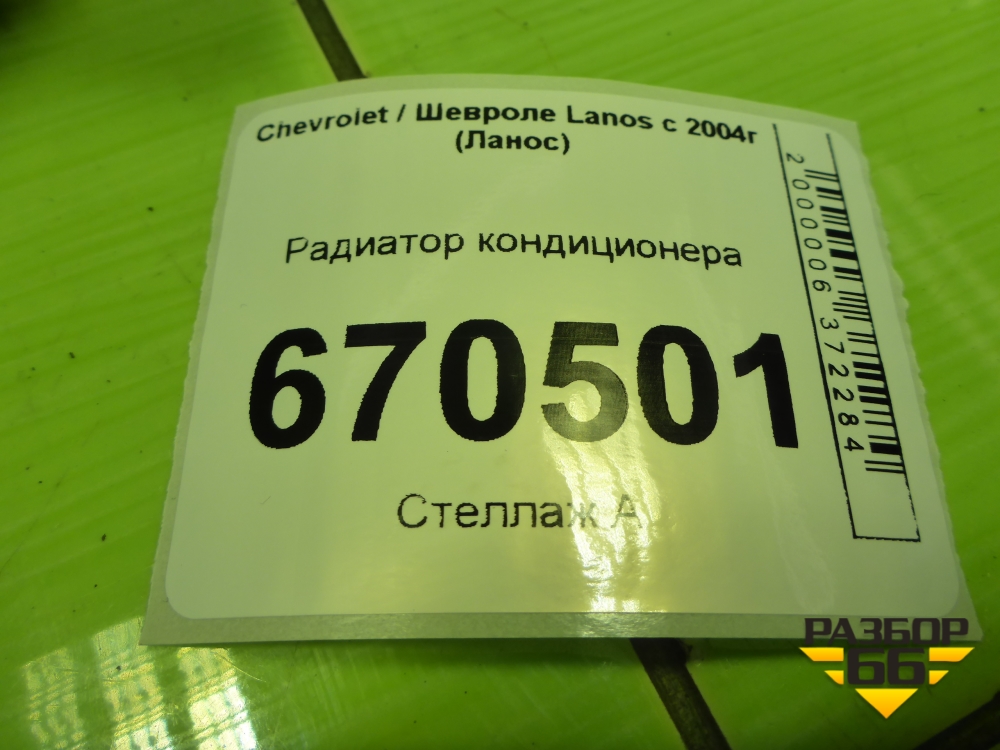 Chevrolet / Шевроле Lanos с 2004г
(Ланос)
Радиатор кондиционера
670501
Стеллаж А
2000006372284
РАЗБОР
66